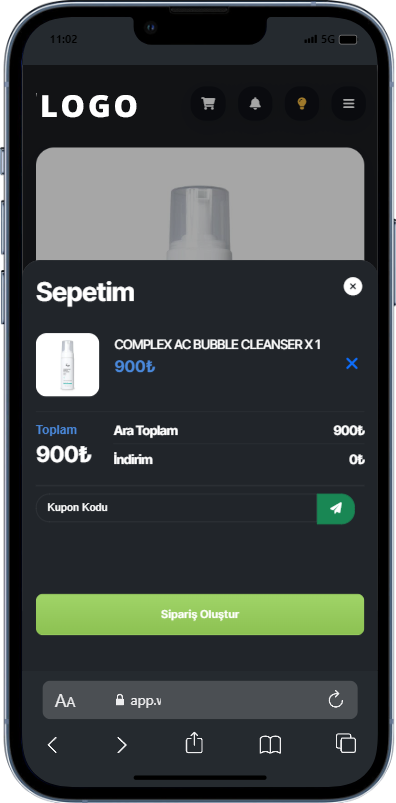 11:02
5G
LOGO
Sepetim
COMPLEX AC BUBBLE CLEANSER X 1
900₺
Toplam
900₺
Ara Toplam 900₺
İndirim 0₺
Kupon Kodu
Sipariş Oluştur
AA